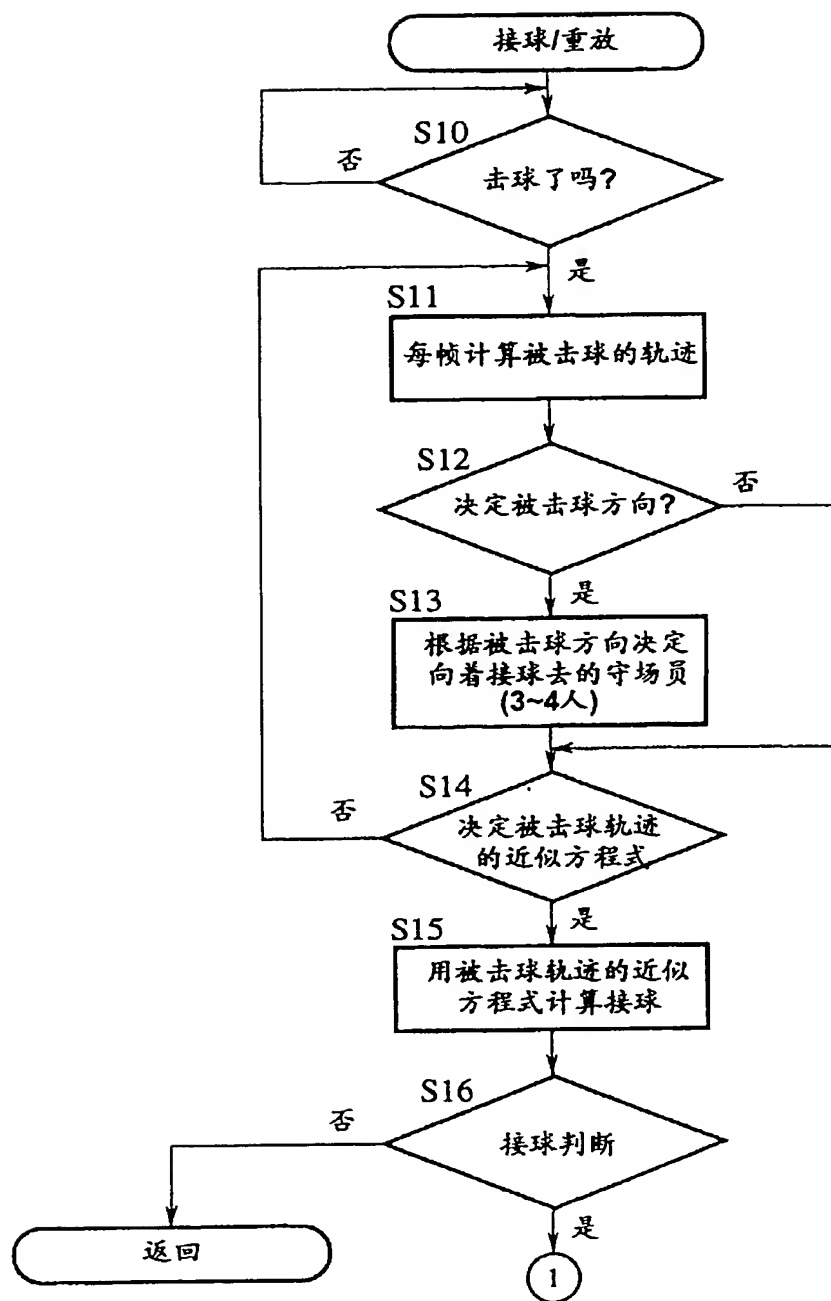 接球/重放
S10
否
击球了吗?
是
S11
每帧计算被击球的轨迹
S12
否
决定被击球方向?
是
S13
根据被击球方向决定
向着接球去的守场员
(3~4人)
S14
否
决定被击球轨迹
的近似方程式
是
S15
用被击球轨迹的近似
方程式计算接球
S16
否
接球判断
是
返回
1